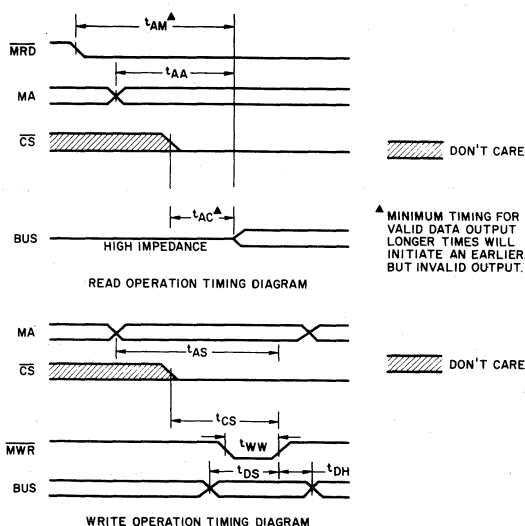 tAM▲
MRD
tAA
MA
CS
DON'T CARE
tAC▲
BUS
HIGH IMPEDANCE
▲ MINIMUM TIMING FOR
VALID DATA OUTPUT
LONGER TIMES WILL
INITIATE AN EARLIER
BUT INVALID OUTPUT.
READ OPERATION TIMING DIAGRAM
MA
tAS
CS
DON'T CARE
tCS
MWR
tWW
tDS
tDH
BUS
WRITE OPERATION TIMING DIAGRAM